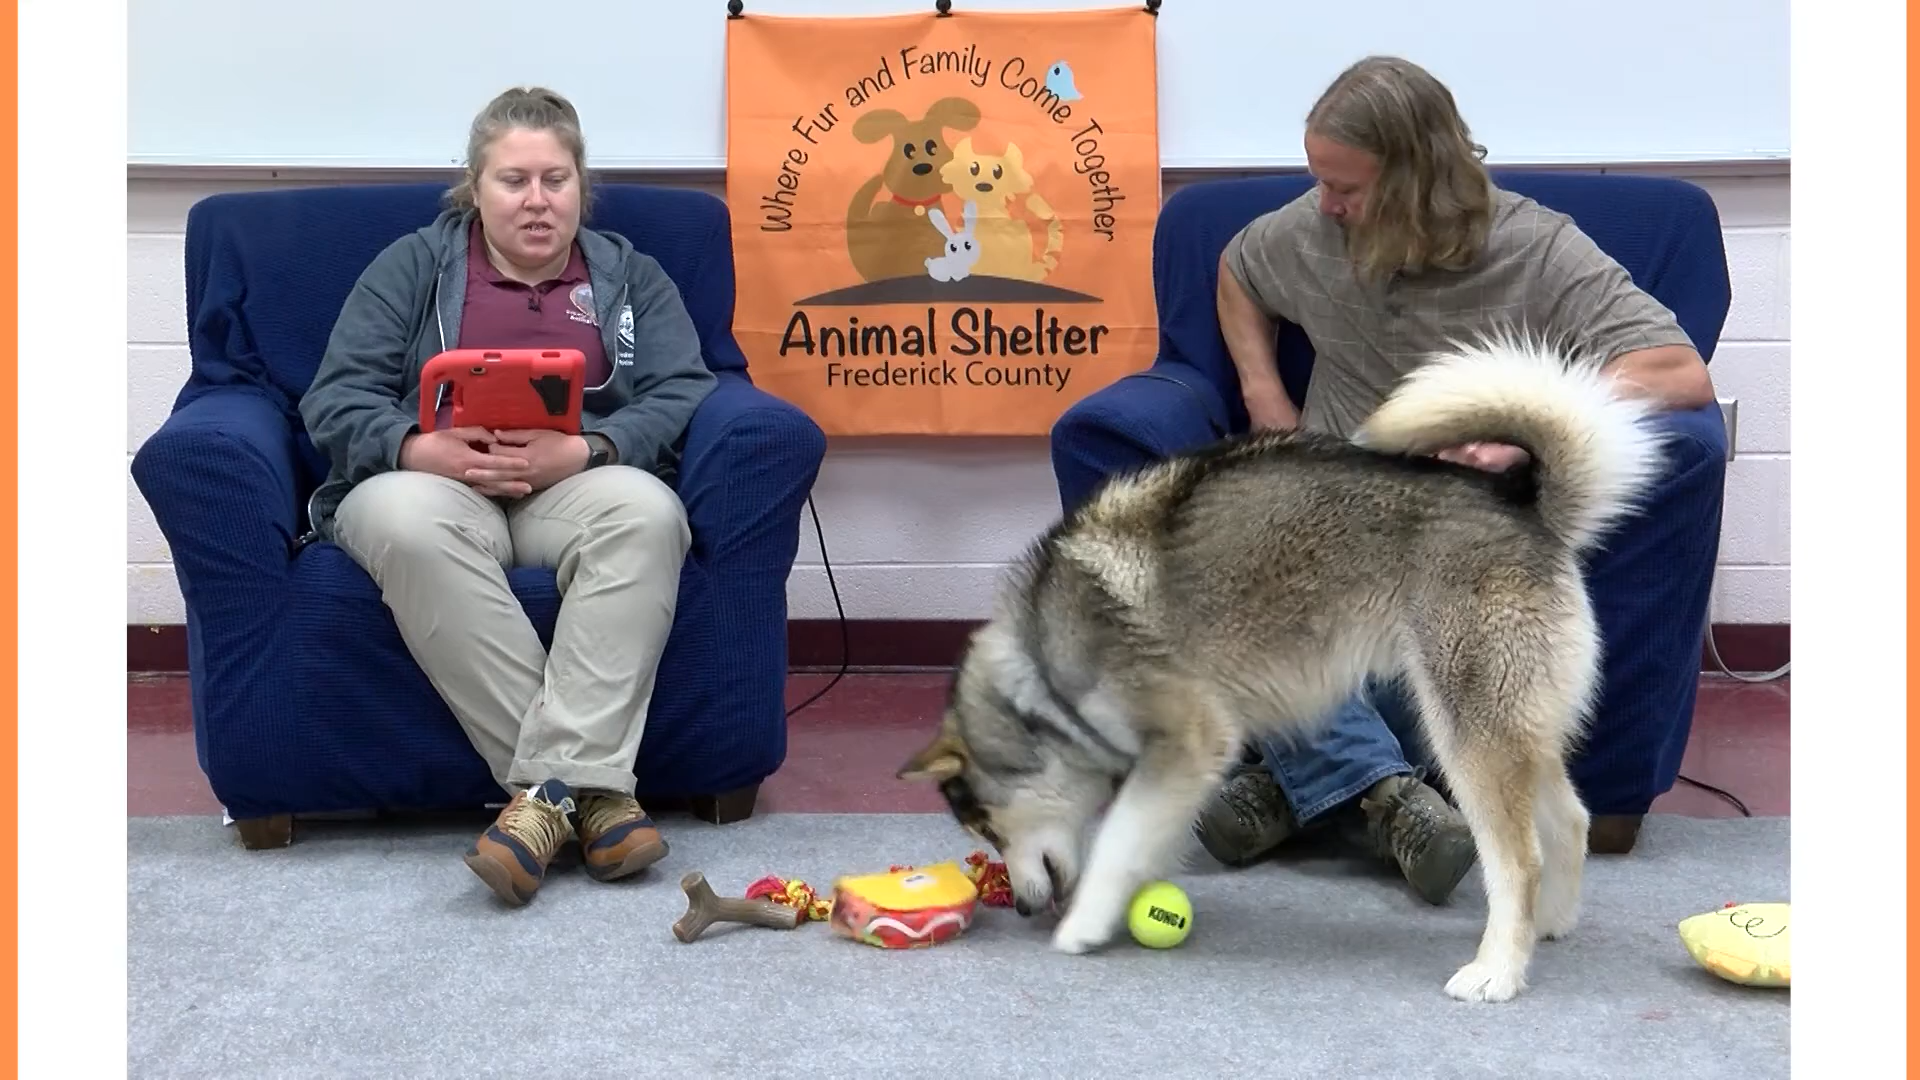 Where Fur and Family Come Together
Animal Shelter
Frederick County
KONG